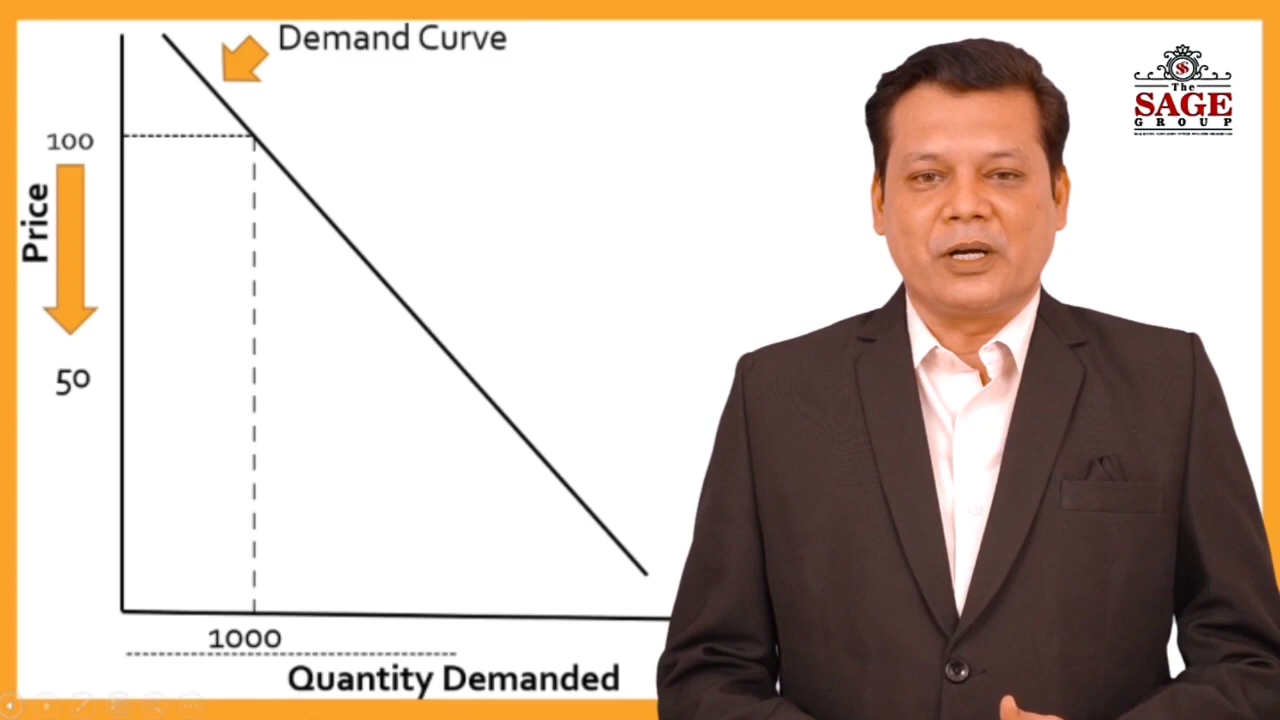 Demand Curve
100
Price
50
1000
Quantity Demanded
The
SAGE
GROUP